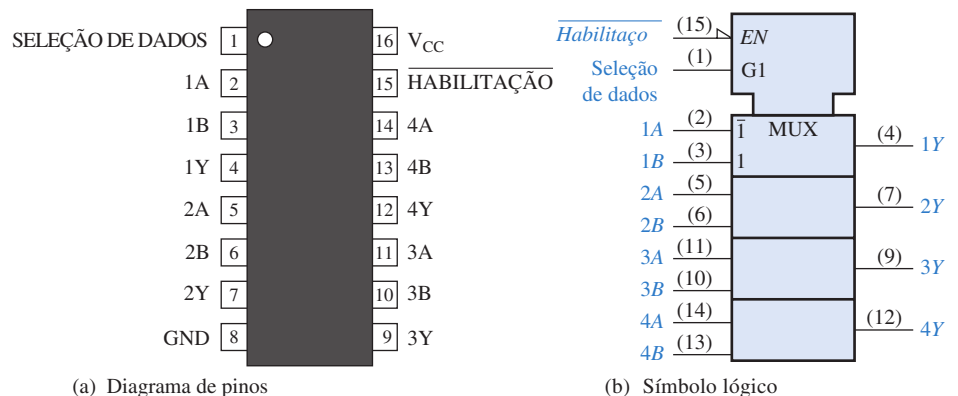 SELEÇÃO DE DADOS 1 16 VCC
1A 2 15 HABILITAÇÃO
1B 3 14 4A
1Y 4 13 4B
2A 5 12 4Y
2B 6 11 3A
2Y 7 10 3B
GND 8 9 3Y
(a) Diagrama de pinos
Habilitaço (15) EN
Seleção (1) G1
de dados
MUX
1A (2) 1
1B (3) 1
(4) 1Y
2A (5)
2B (6)
(7) 2Y
3A (11)
3B (10)
(9) 3Y
4A (14)
4B (13)
(12) 4Y
(b) Símbolo lógico